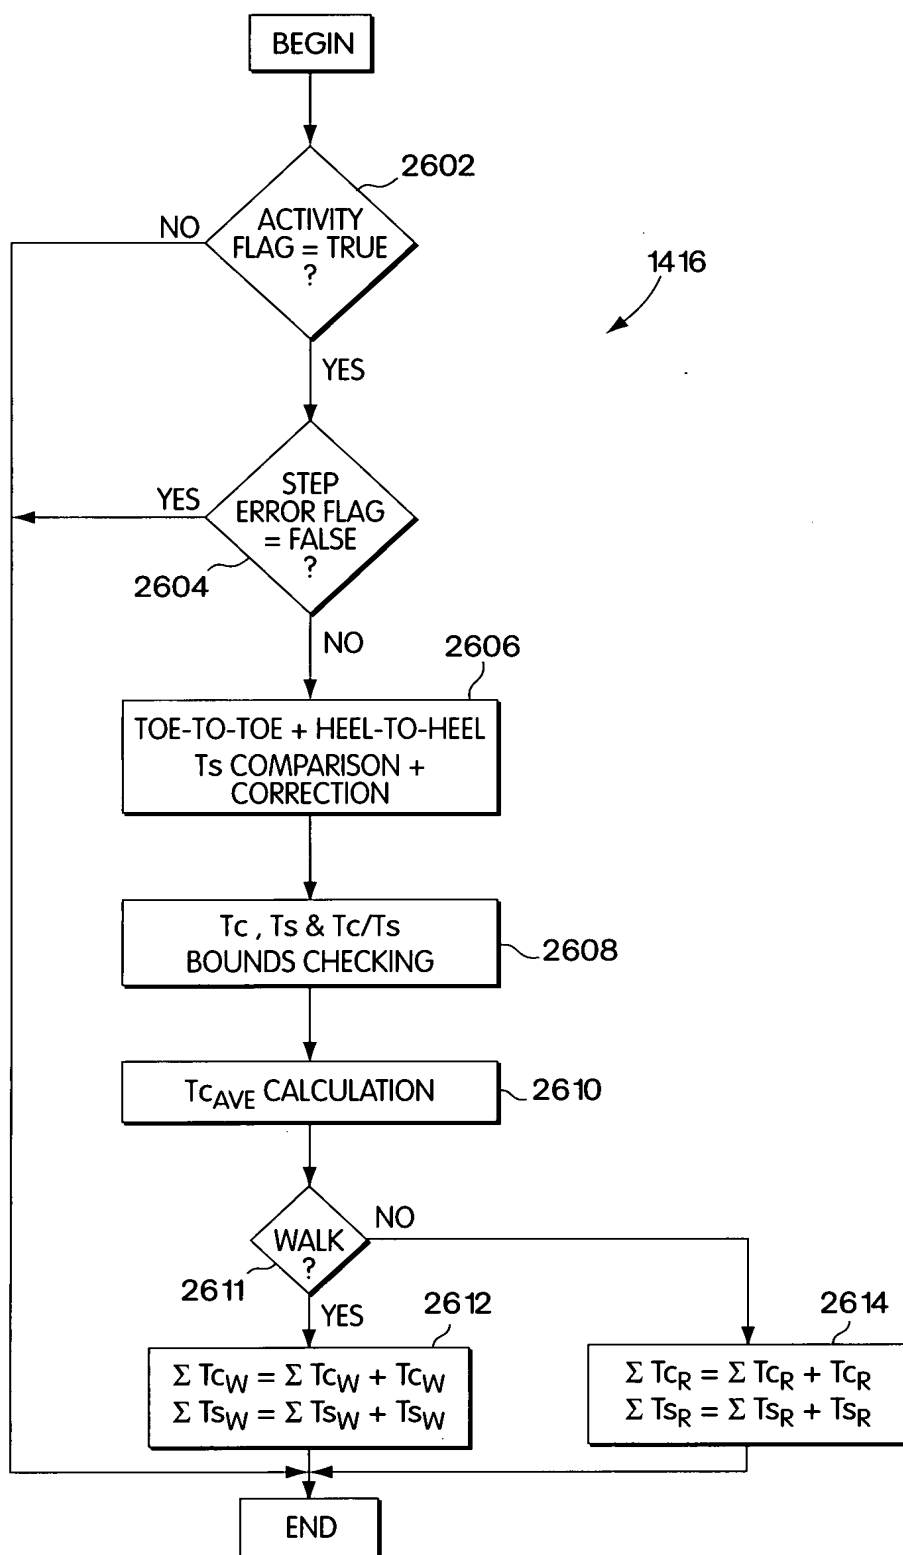 BEGIN
2602
ACTIVITY
FLAG = TRUE
?
NO
1416
YES
STEP
ERROR FLAG
= FALSE
?
YES
2604
NO
2606
TOE-TO-TOE + HEEL-TO-HEEL
Ts COMPARISON +
CORRECTION
Tc , Ts & Tc/Ts
BOUNDS CHECKING
2608
TcAVE CALCULATION
2610
WALK
?
NO
2611
YES
2612
2614
Σ TcW = Σ TcW + TcW
Σ TsW = Σ TsW + TsW
Σ TcR = Σ TcR + TcR
Σ TsR = Σ TsR + TsR
END